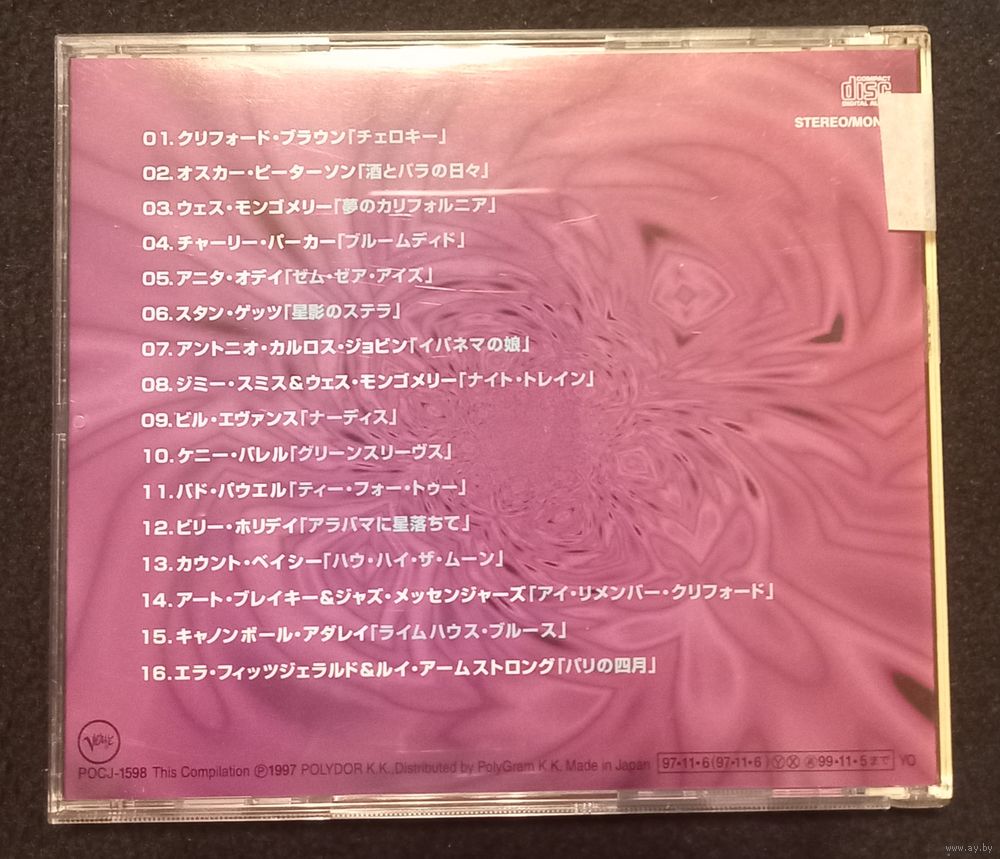 COMPACT
disc
DIGITAL AU
STEREO/MON
01.クリフォード・ブラウン「チェロキー」
02.オスカー・ピーターソン「酒とバラの日々」
03.ウェス・モンゴメリー「夢のカリフォルニア」
04.チャーリー・パーカー「ブルームディド」
05.アニタ・オデイ「ゼム・ゼア・アイズ」
06.スタン・ゲッツ「星影のステラ」
07.アントニオ・カルロス・ジョビン「イパネマの娘」
08.ジミー・スミス&ウェス・モンゴメリー「ナイト・トレイン」
09.ビル・エヴァンス「ナーディス」
10.ケニー・バレル「グリーンスリーヴス」
11.バド・パウエル「ティー・フォー・トゥー」
12.ビリー・ホリデイ「アラバマに星落ちて」
13.カウント・ベイシー「ハウ・ハイ・ザ・ムーン」
14.アート・ブレイキー&ジャズ・メッセンジャーズ「アイ・リメンバー・クリフォード」
15.キャノンボール・アダレイ「ライムハウス・ブルース」
16.エラ・フィッツジェラルド&ルイ・アームストロング「パリの四月」
Verve
POCJ-1598 This Compilation Ⓟ1997 POLYDOR K.K.,Distributed by PolyGram K.K. Made in Japan 97・11・6(97・11・6)ⓎⓍ 99・11・5まで YO
www.ay.by